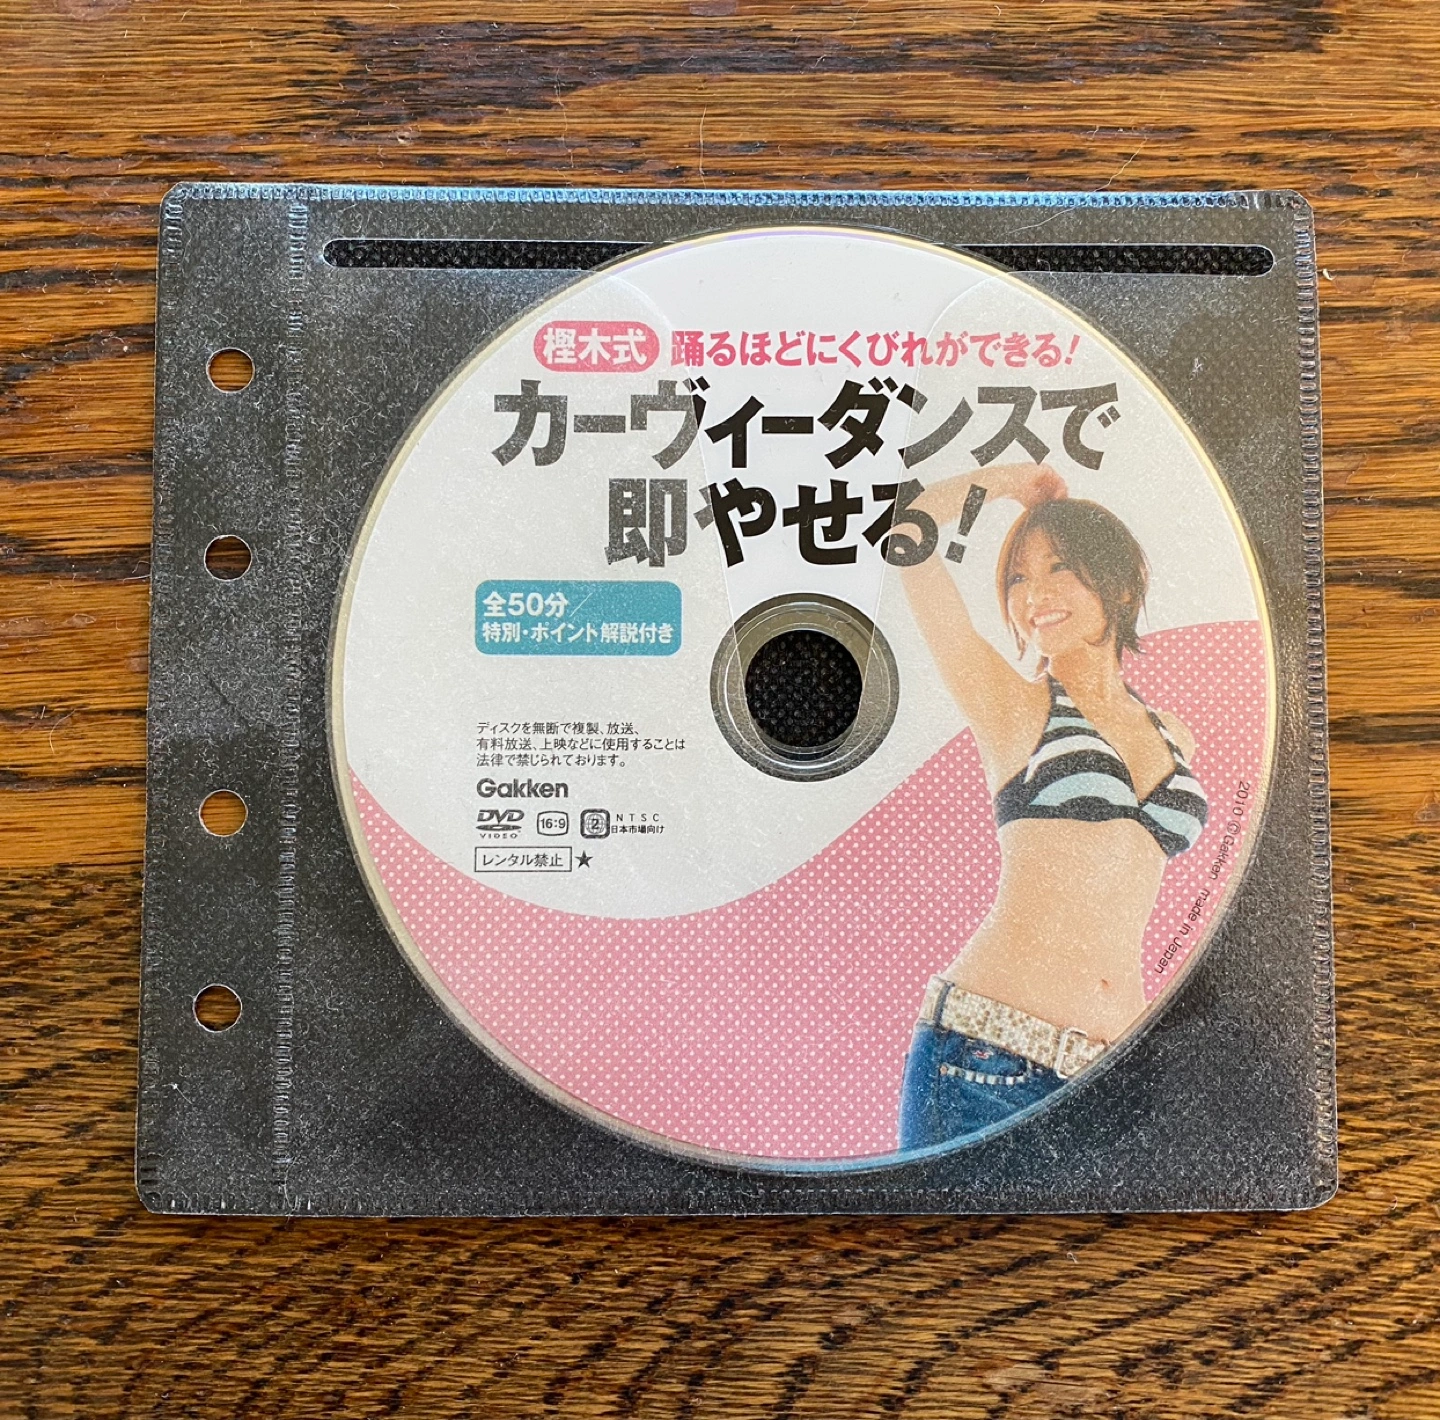 樫木式 踊るほどにくびれができる!
カーヴィーダンスで
即やせる!
全50分
特別・ポイント解説付き
ディスクを無断で複製、放送、
有料放送、上映などに使用することは
法律で禁じられております。
Gakken
DVD VIDEO 16:9 2 NTSC 日本市場向け
レンタル禁止★
2010 ©Gakken made in Japan